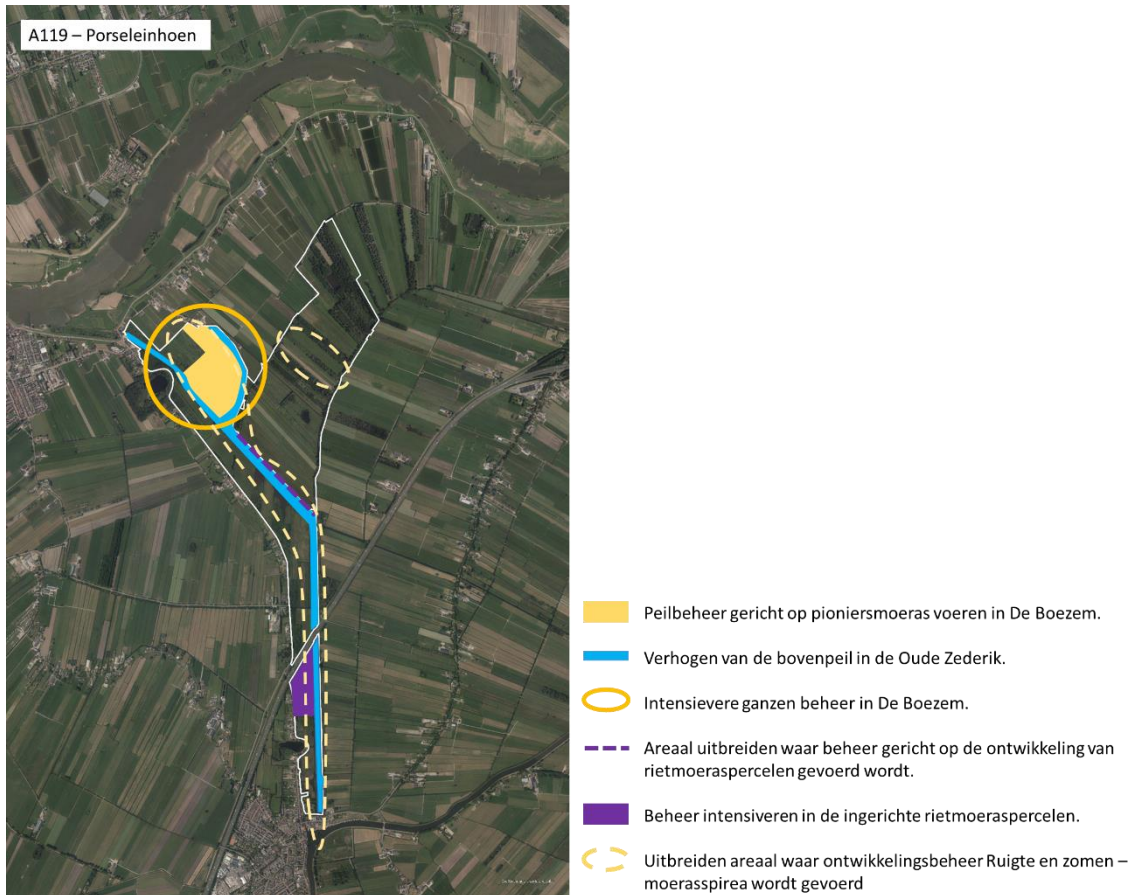 A119 – Porseleinhoen
Peilbeheer gericht op pioniersmoeras voeren in De Boezem.
Verhogen van de bovenpeil in de Oude Zederik.
Intensievere ganzen beheer in De Boezem.
Areaal uitbreiden waar beheer gericht op de ontwikkeling van
rietmoeraspercelen gevoerd wordt.
Beheer intensiveren in de ingerichte rietmoeraspercelen.
Uitbreiden areaal waar ontwikkelingsbeheer Ruigte en zomen –
moerasspirea wordt gevoerd